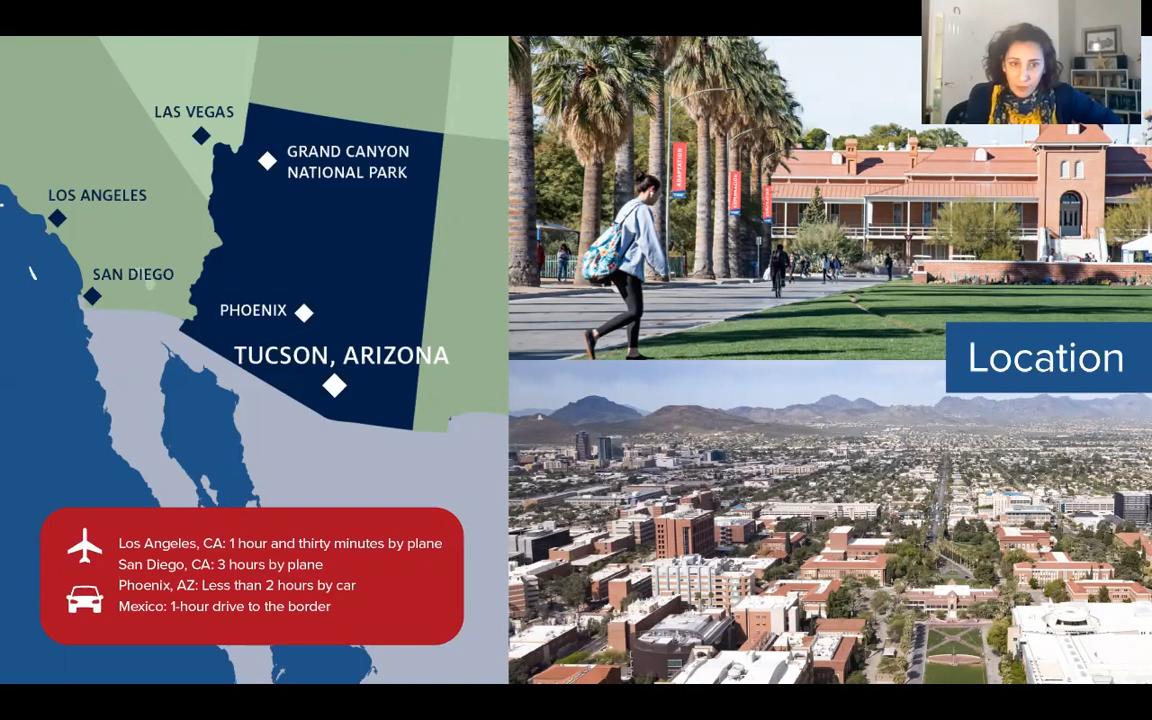 LAS VEGAS
GRAND CANYON
NATIONAL PARK
LOS ANGELES
SAN DIEGO
PHOENIX
TUCSON, ARIZONA
Los Angeles, CA: 1 hour and thirty minutes by plane
San Diego, CA: 3 hours by plane
Phoenix, AZ: Less than 2 hours by car
Mexico: 1-hour drive to the border
ADAPTATION
EXPLORATION
Location